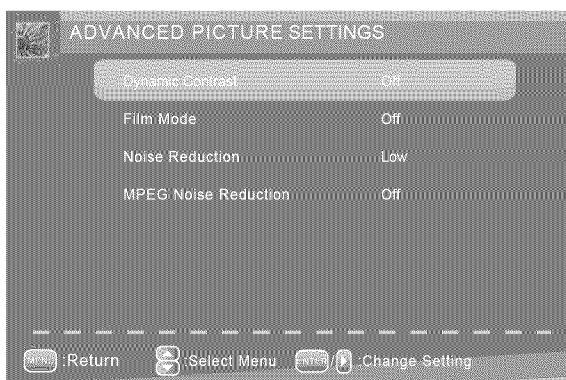 ADVANCED PICTURE SETTINGS
Dynamic Contrast Off
Film Mode Off
Noise Reduction Low
MPEG Noise Reduction Off
MENU :Return :Select Menu ENTER / :Change Setting